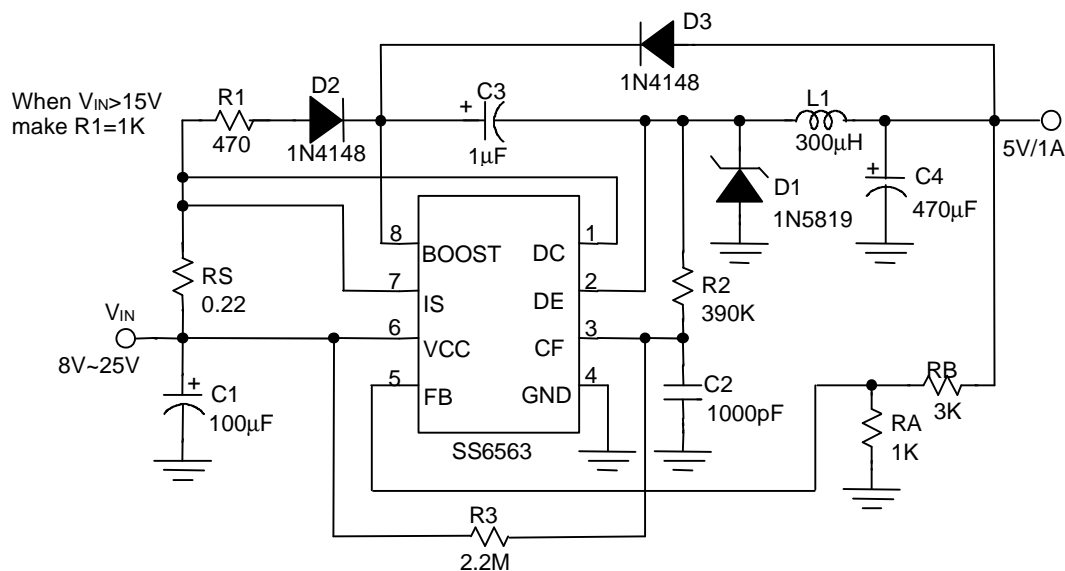 D3
1N4148
When VIN>15V
make R1=1K
R1
470
D2
1N4148
C3
+
1µF
L1
300µH
5V/1A
D1
1N5819
+
C4
470µF
8
BOOST
DC
1
7
IS
DE
2
6
VCC
CF
3
5
FB
GND
4
SS6563
RS
0.22
VIN
8V~25V
+
C1
100µF
R2
390K
C2
1000pF
RB
3K
RA
1K
R3
2.2M